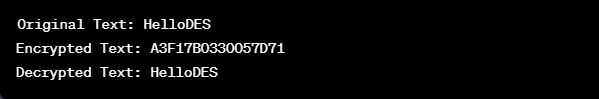 Original Text: HelloDES
Encrypted Text: A3F17B0330057D71
Decrypted Text: HelloDES